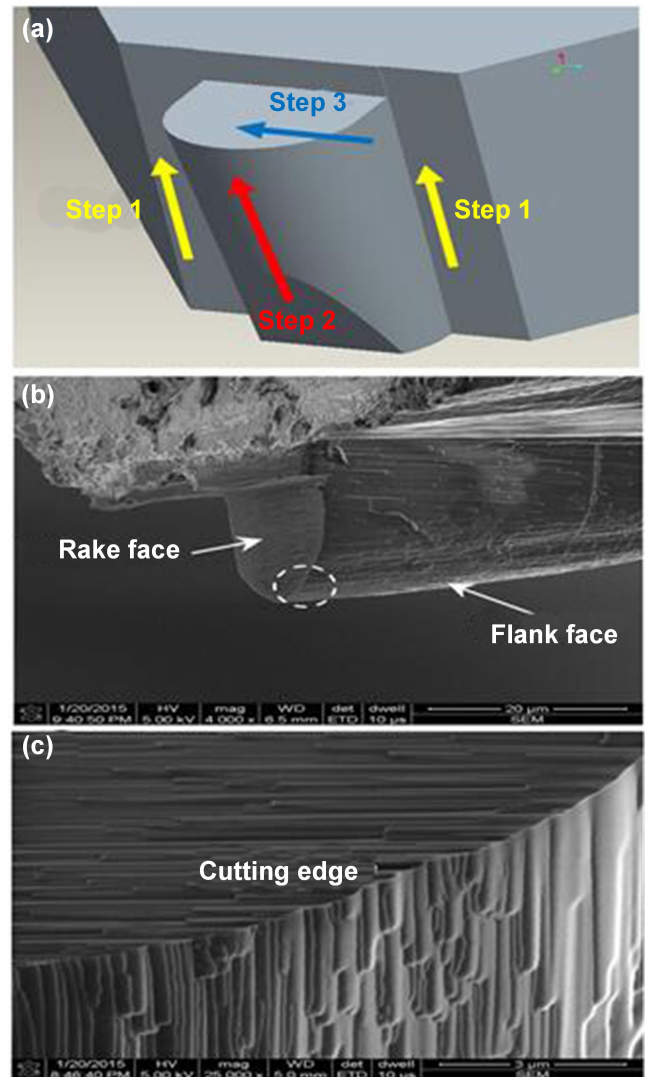 (a)
Step 3
Step 1
Step 1
Step 2
(b)
Rake face
Flank face
1/20/2015 HV mag WD det dwell 20 µm
9:40:50 PM 5.00 kV 4 000 x 6.5 mm ETD 10 µs SEM
(c)
Cutting edge
1/20/2015 HV mag WD det dwell 3 µm
8:46:40 PM 5.00 kV 25 000 x 5.0 mm ETD 10 µs SEM